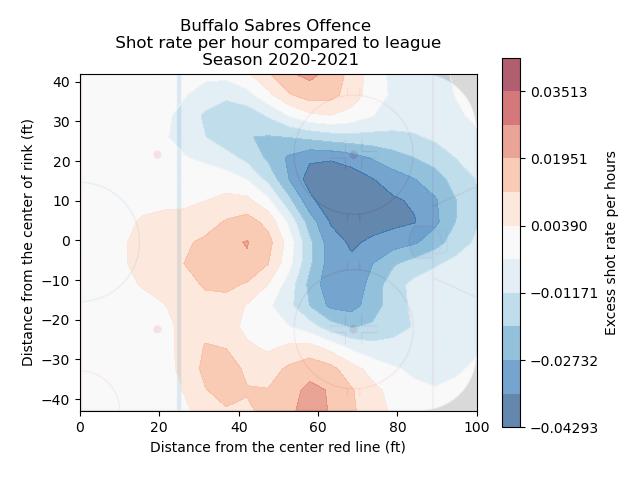 Buffalo Sabres Offence
Shot rate per hour compared to league
Season 2020-2021
Distance from the center of rink (ft)
40
30
20
10
0
−10
−20
−30
−40
0 20 40 60 80 100
Distance from the center red line (ft)
0.03513
0.01951
0.00390
−0.01171
−0.02732
−0.04293
Excess shot rate per hours